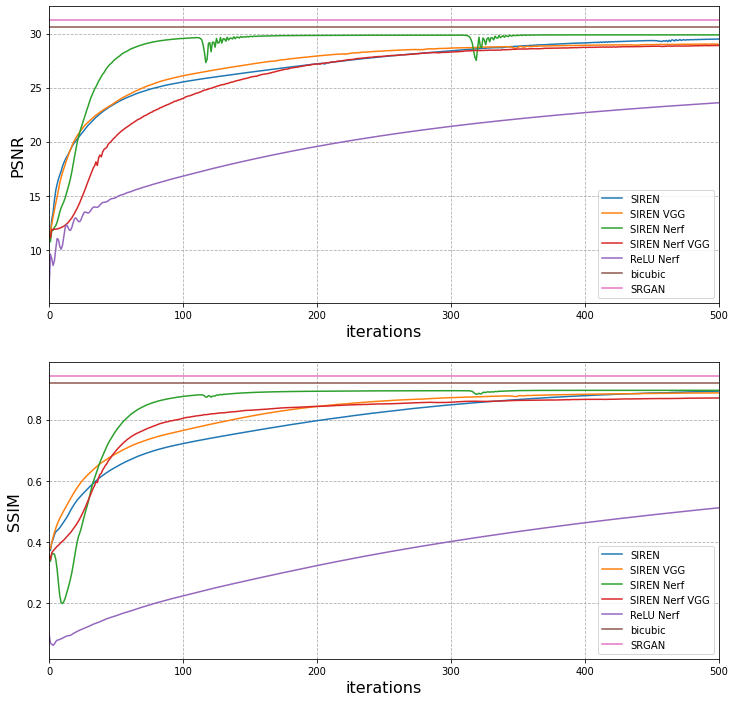 30
25
20
15
10
PSNR
0 100 200 300 400 500
iterations
SIREN
SIREN VGG
SIREN Nerf
SIREN Nerf VGG
ReLU Nerf
bicubic
SRGAN
0.8
0.6
0.4
0.2
SSIM
0 100 200 300 400 500
iterations
SIREN
SIREN VGG
SIREN Nerf
SIREN Nerf VGG
ReLU Nerf
bicubic
SRGAN